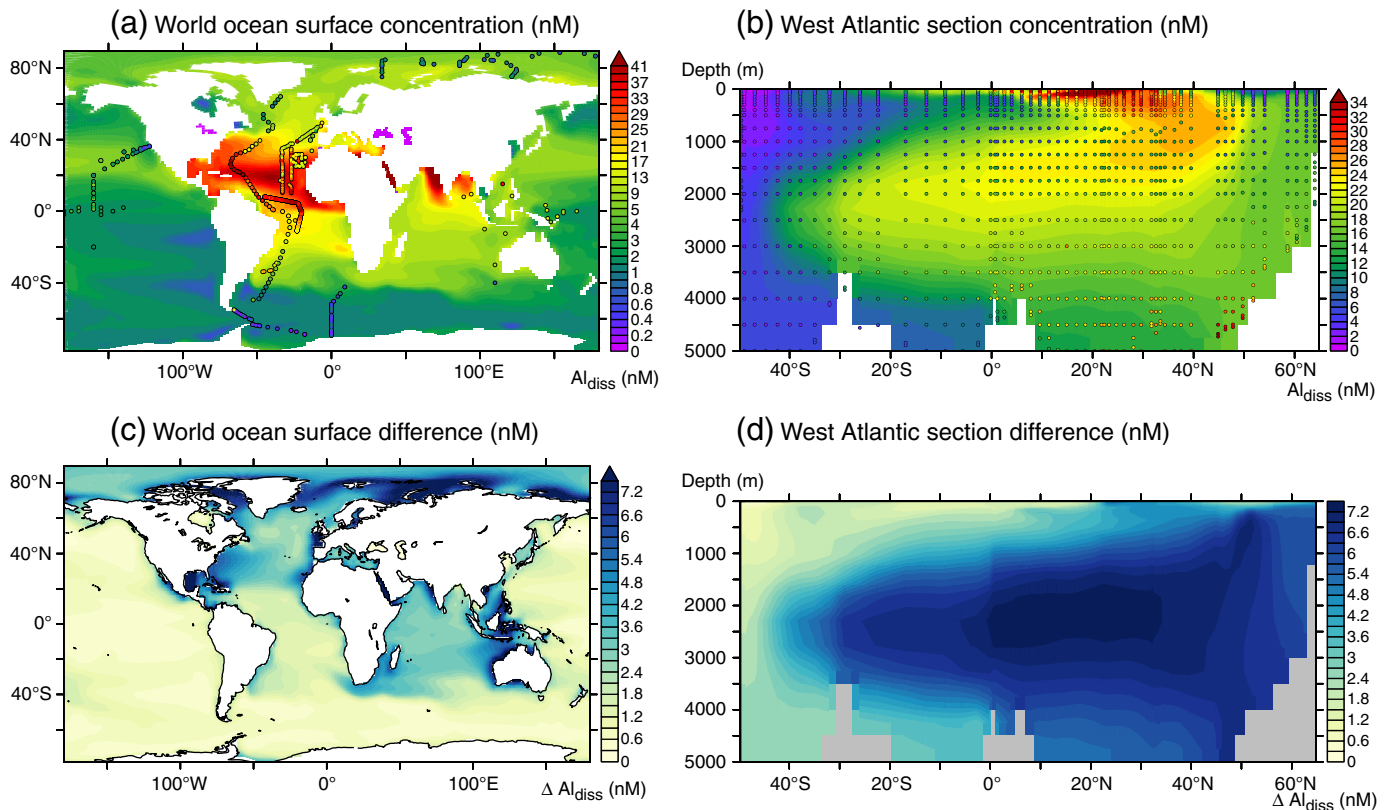 (a) World ocean surface concentration (nM)
80°N
40°N
0°
40°S
100°W
0°
100°E
41
37
33
29
25
21
17
13
9
5
4
3
2
1
0.8
0.6
0.4
0.2
0
Al_diss (nM)
(b) West Atlantic section concentration (nM)
Depth (m)
0
1000
2000
3000
4000
5000
40°S
20°S
0°
20°N
40°N
60°N
34
32
30
28
26
24
22
20
18
16
14
12
10
8
6
4
2
0
Al_diss (nM)
(c) World ocean surface difference (nM)
80°N
40°N
0°
40°S
100°W
0°
100°E
7.2
6.6
6
5.4
4.8
4.2
3.6
3
2.4
1.8
1.2
0.6
0
Δ Al_diss (nM)
(d) West Atlantic section difference (nM)
Depth (m)
0
1000
2000
3000
4000
5000
40°S
20°S
0°
20°N
40°N
60°N
7.2
6.6
6
5.4
4.8
4.2
3.6
3
2.4
1.8
1.2
0.6
0
Δ Al_diss (nM)